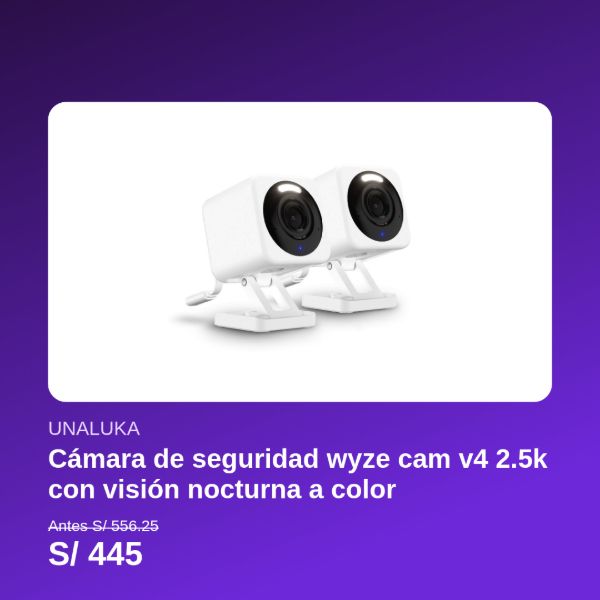 UNALUKA
Cámara de seguridad wyze cam v4 2.5k
con visión nocturna a color
Antes S/ 556.25
S/ 445